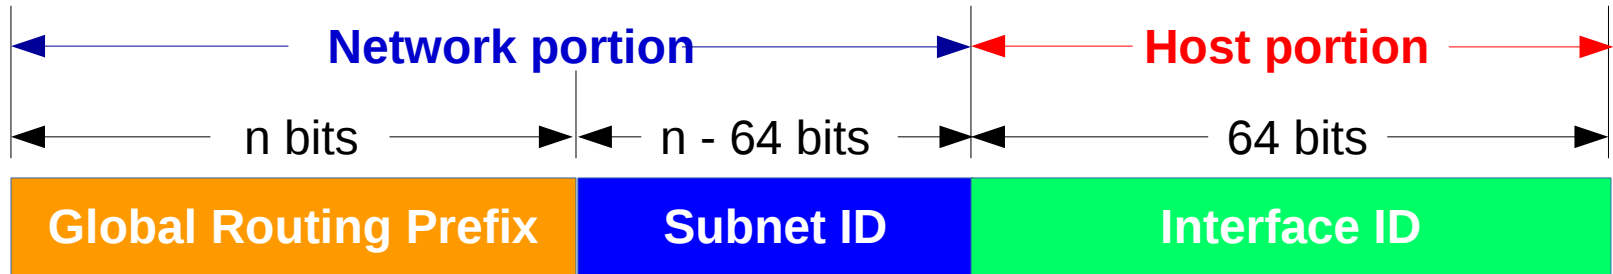 Network portion Host portion
n bits n - 64 bits 64 bits
Global Routing Prefix Subnet ID Interface ID